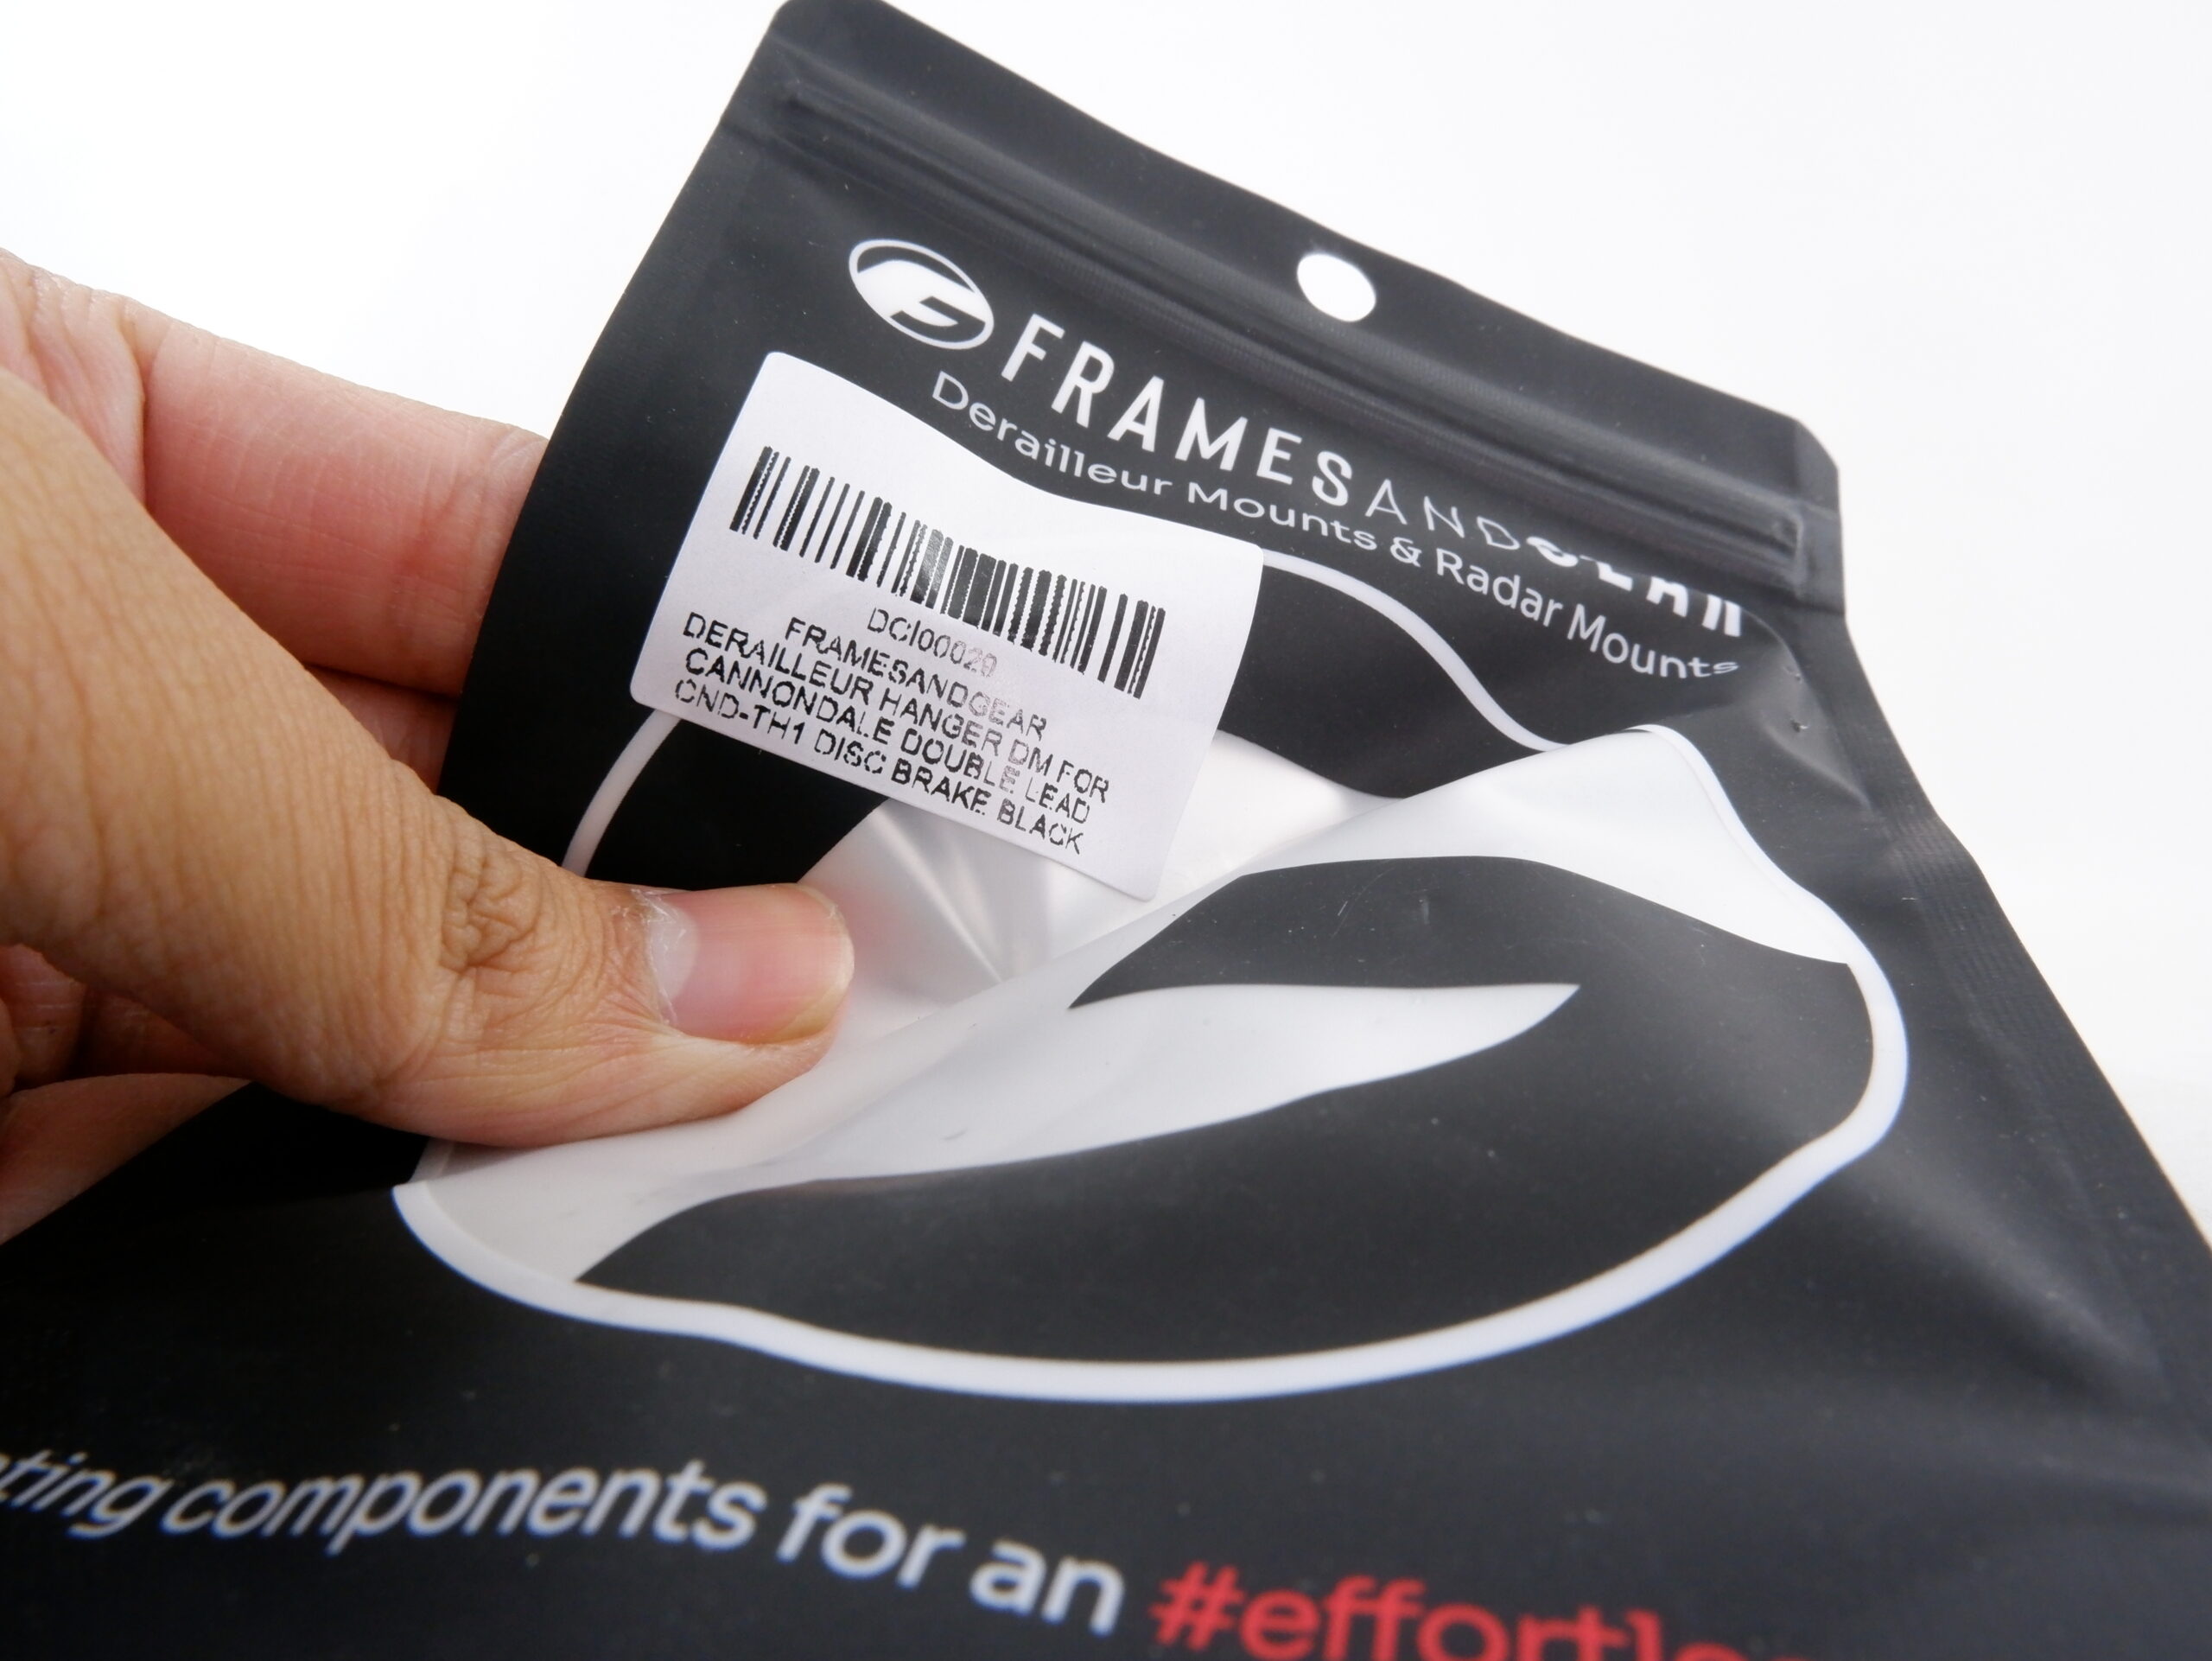 FRAMESANDGEAR
Derailleur Mounts & Radar Mounts
DCI00029
FRAMESANDGEAR
DERAILLEUR HANGER DM FOR
CANNONDALE DOUBLE LEAD
CND-TH1 DISC BRAKE BLACK
components for an